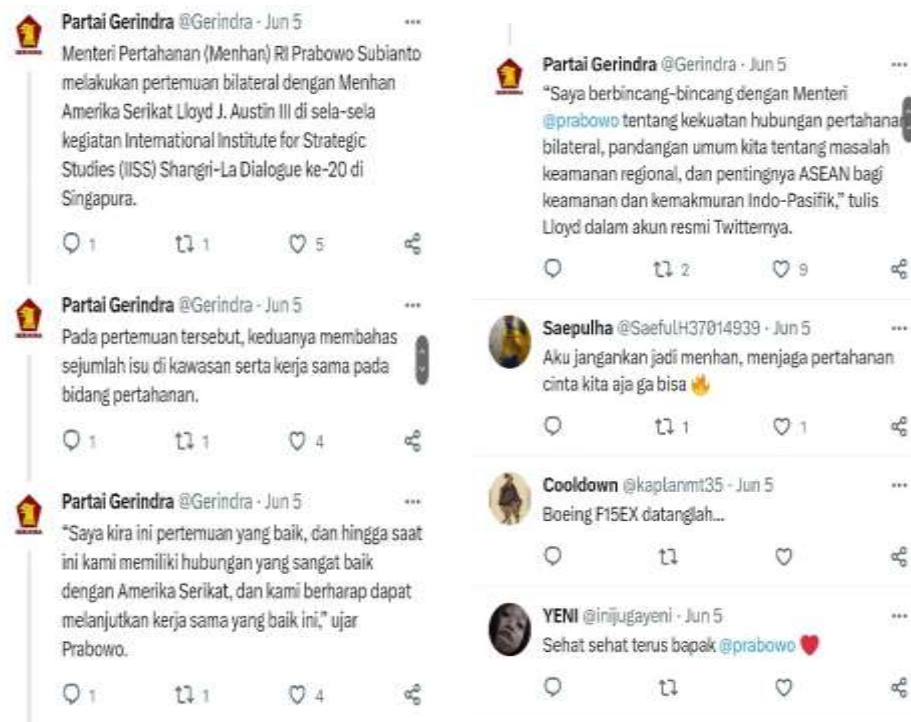 Partai Gerindra @Gerindra · Jun 5
Menteri Pertahanan (Menhan) RI Prabowo Subianto
melakukan pertemuan bilateral dengan Menhan
Amerika Serikat Lloyd J. Austin III di sela-sela
kegiatan International Institute for Strategic
Studies (IISS) Shangri-La Dialogue ke-20 di
Singapura.
1 1 5
Partai Gerindra @Gerindra · Jun 5
Pada pertemuan tersebut, keduanya membahas
sejumlah isu di kawasan serta kerja sama pada
bidang pertahanan.
1 1 4
Partai Gerindra @Gerindra · Jun 5
“Saya kira ini pertemuan yang baik, dan hingga saat
ini kami memiliki hubungan yang sangat baik
dengan Amerika Serikat, dan kami berharap dapat
melanjutkan kerja sama yang baik ini,” ujar
Prabowo.
1 1 4
Partai Gerindra @Gerindra · Jun 5
“Saya berbincang-bincang dengan Menteri
@prabowo tentang kekuatan hubungan pertahanan
bilateral, pandangan umum kita tentang masalah
keamanan regional, dan pentingnya ASEAN bagi
keamanan dan kemakmuran Indo-Pasifik,” tulis
Lloyd dalam akun resmi Twitternya.
2 9
Saepulha @SaefulH37014939 · Jun 5
Aku jangankan jadi menhan, menjaga pertahanan
cinta kita aja ga bisa 🔥
1 1
Cooldown @kaplanmt35 · Jun 5
Boeing F15EX datanglah...
YENI @inijugayeni · Jun 5
Sehat sehat terus bapak @prabowo ❤️